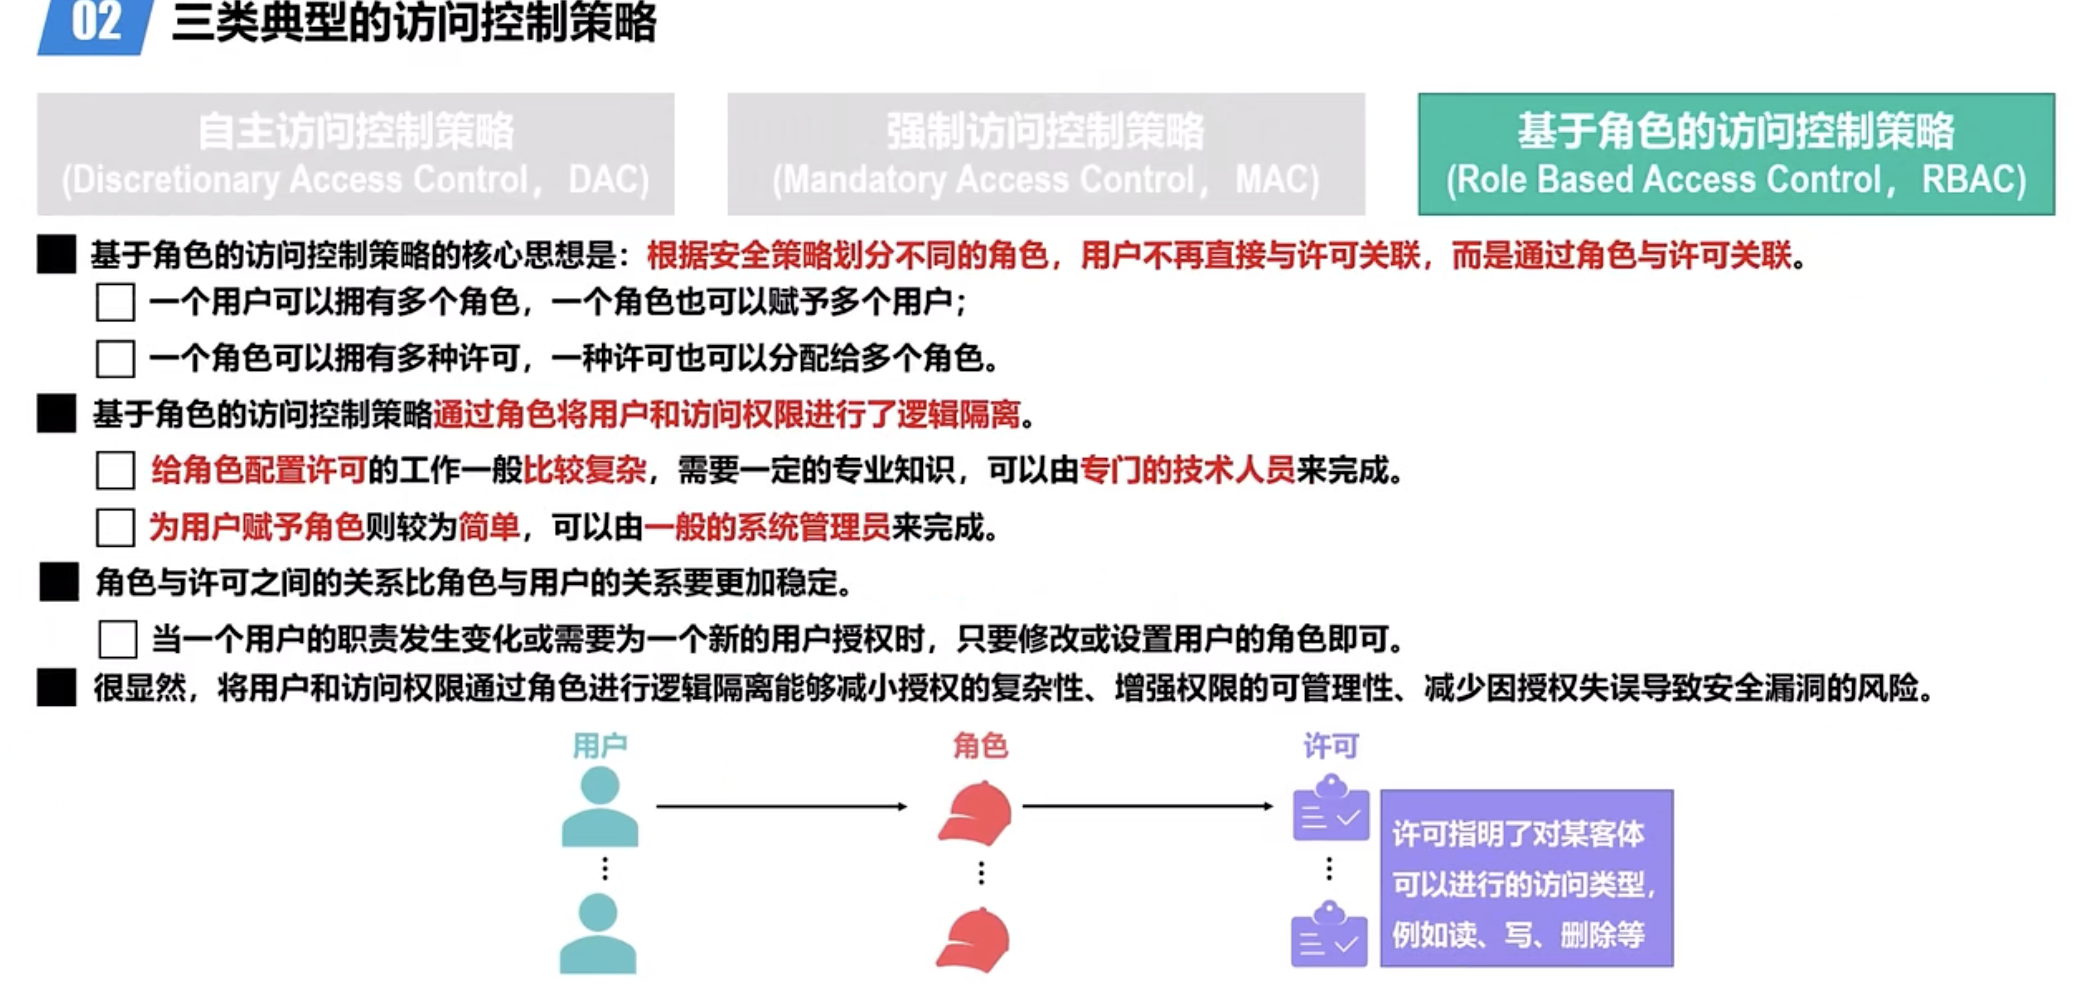 02 三类典型的访问控制策略
自主访问控制策略
(Discretionary Access Control， DAC)
强制访问控制策略
(Mandatory Access Control， MAC)
基于角色的访问控制策略
(Role Based Access Control， RBAC)
基于角色的访问控制策略的核心思想是：根据安全策略划分不同的角色，用户不再直接与许可关联，而是通过角色与许可关联。
一个用户可以拥有多个角色，一个角色也可以赋予多个用户；
一个角色可以拥有多种许可，一种许可也可以分配给多个角色。
基于角色的访问控制策略通过角色将用户和访问权限进行了逻辑隔离。
给角色配置许可的工作一般比较复杂，需要一定的专业知识，可以由专门的技术人员来完成。
为用户赋予角色则较为简单，可以由一般的系统管理员来完成。
角色与许可之间的关系比角色与用户的关系要更加稳定。
当一个用户的职责发生变化或需要为一个新的用户授权时，只要修改或设置用户的角色即可。
很显然，将用户和访问权限通过角色进行逻辑隔离能够减小授权的复杂性、增强权限的可管理性、减少因授权失误导致安全漏洞的风险。
用户
角色
许可
许可指明了对某客体
可以进行的访问类型，
例如读、写、删除等